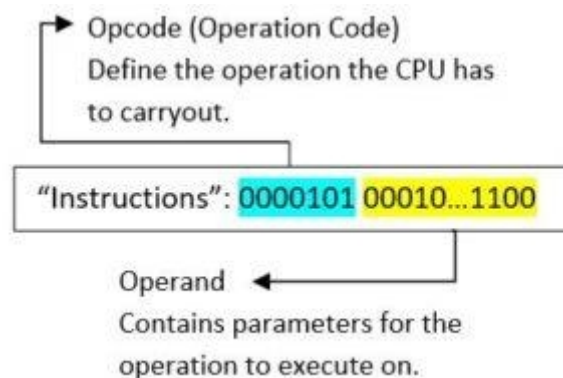 Opcode (Operation Code)
Define the operation the CPU has
to carryout.
“Instructions”: 0000101 00010...1100
Operand
Contains parameters for the
operation to execute on.